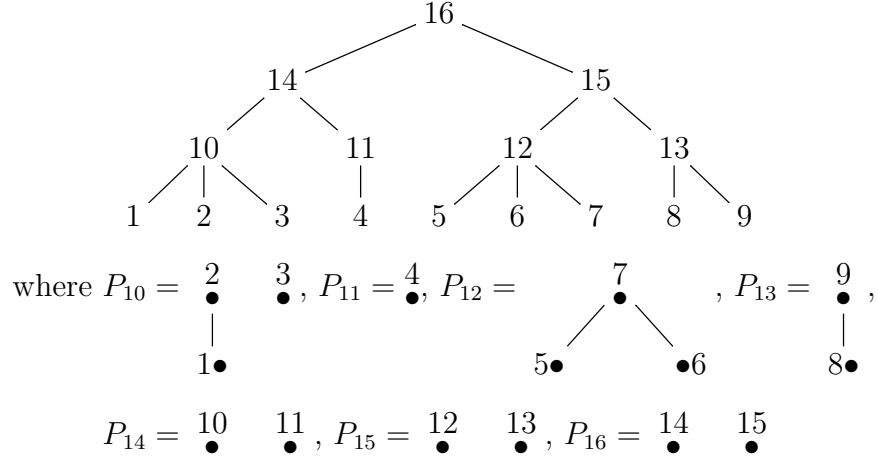 16
14 15
10 11 12 13
1 2 3 4 5 6 7 8 9
where P₁₀ = 2 3 , P₁₁ = 4 , P₁₂ = 7 , P₁₃ = 9 ,
1 5 6 8
P₁₄ = 10 11 , P₁₅ = 12 13 , P₁₆ = 14 15